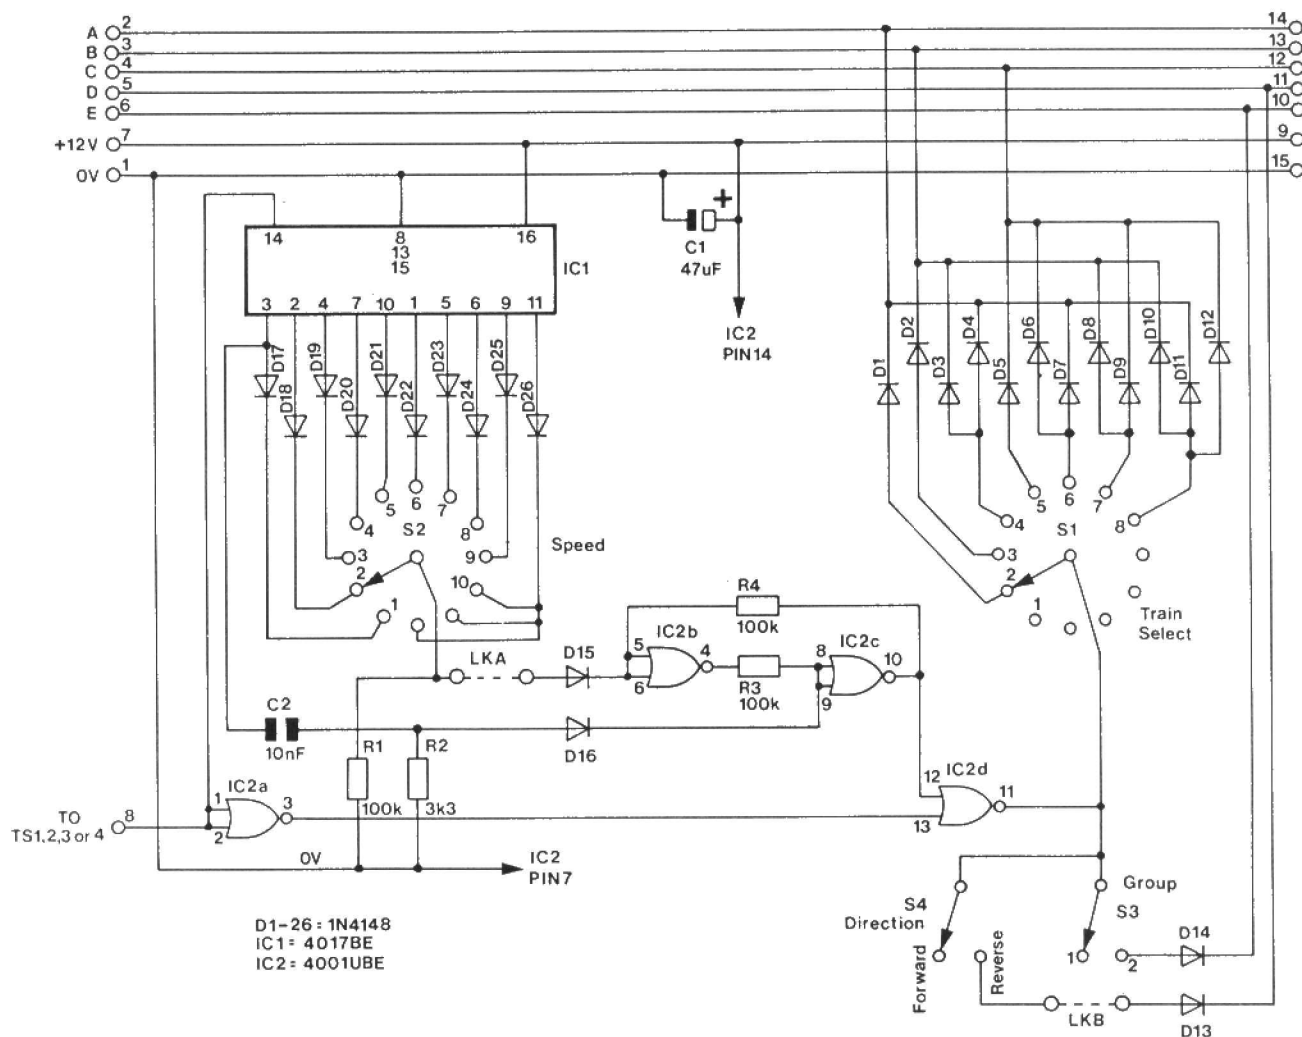 A 2 14
B 3 13
C 4 12
D 5 11
E 6 10
+12V 7 9
0V 1 15
+
C1
47uF
IC2
PIN14
14 8 16
13
15
IC1
3 2 4 7 10 1 5 6 9 11
D17 D19 D21 D23 D25
D18 D20 D22 D24 D26
D2 D4 D6 D8 D10 D12
D1 D3 D5 D7 D9 D11
5 6 7
4 S2 8
3 9
2 10
1
Speed
5 6 7
4 S1 8
3
2
1
Train
Select
R4
100k
IC2b
5 4
6
R3
100k
IC2c
8 10
9
LKA
D15
D16
C2
10nF
R1
100k
R2
3k3
IC2a
1 3
2
IC2d
12 11
13
TO
TS1,2,3 or 4
8
0V
IC2
PIN7
D1-26 = 1N4148
IC1 = 4017BE
IC2 = 4001UBE
S4
Direction
Forward
Reverse
Group
S3
1 2
D14
LKB
D13